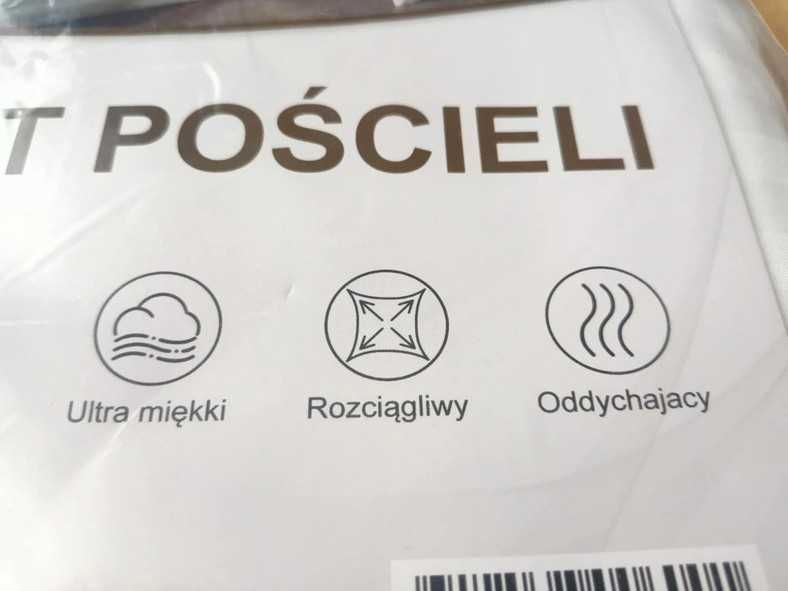 T POŚCIELI
Ultra miękki
Rozciągliwy
Oddychajacy